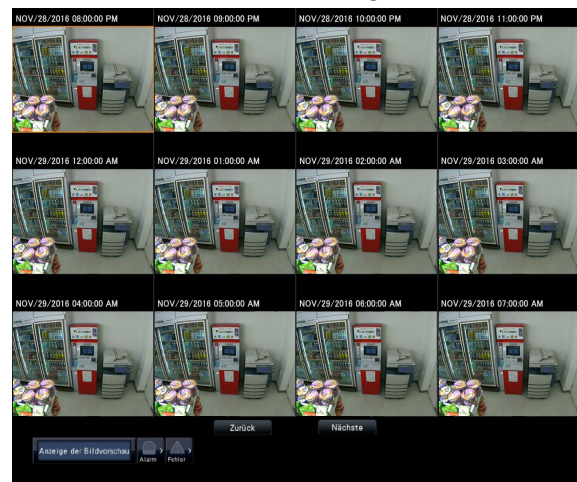 NOV/28/2016 08:00:00 PM NOV/28/2016 09:00:00 PM NOV/28/2016 10:00:00 PM NOV/28/2016 11:00:00 PM
NOV/29/2016 12:00:00 AM NOV/29/2016 01:00:00 AM NOV/29/2016 02:00:00 AM NOV/29/2016 03:00:00 AM
NOV/29/2016 04:00:00 AM NOV/29/2016 05:00:00 AM NOV/29/2016 06:00:00 AM NOV/29/2016 07:00:00 AM
Zurück Nächste
Anzeige der Bildvorschau Alarm Fehler